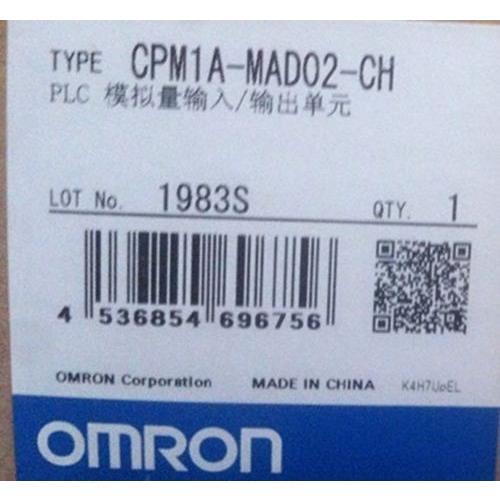 TYPE CPM1A-MAD02-CH
PLC 模拟量输入/输出单元
LOT No. 1983S QTY. 1
4 536854 696756
OMRON Corporation MADE IN CHINA K4H7UoEL
OMRON